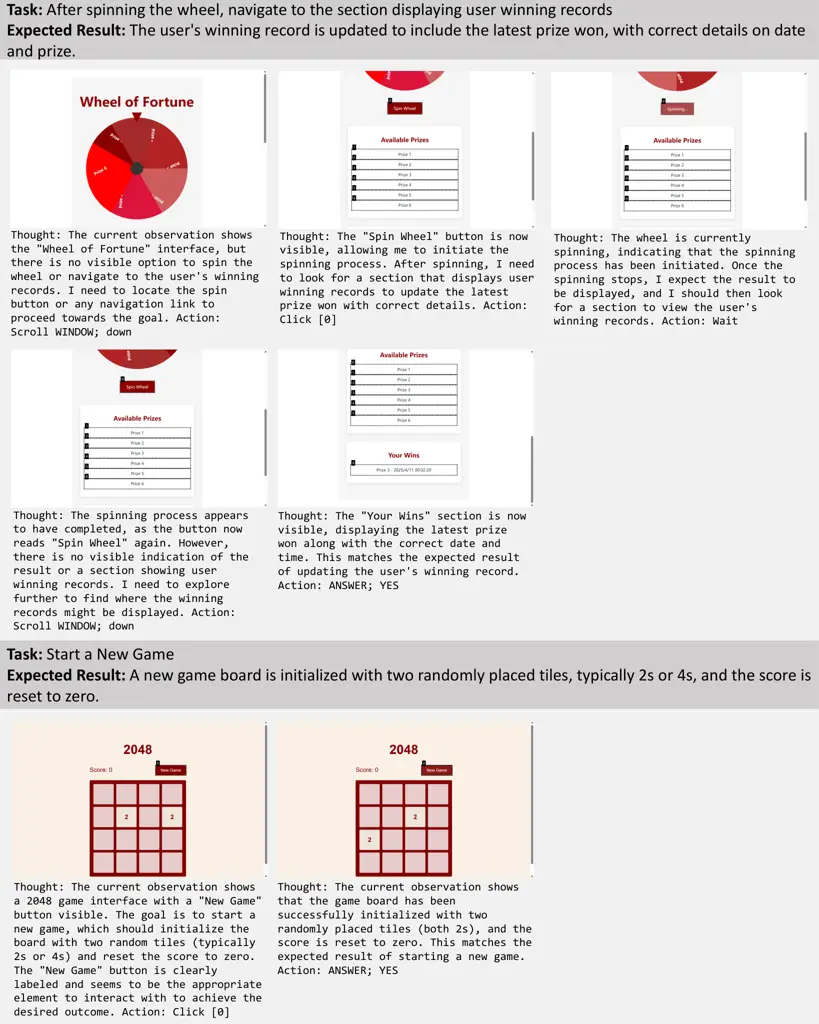 Task: After spinning the wheel, navigate to the section displaying user winning records
Expected Result: The user's winning record is updated to include the latest prize won, with correct details on date
and prize.
Wheel of Fortune
Prize 6
Thought: The current observation shows
the "Wheel of Fortune" interface, but
there is no visible option to spin the
wheel or navigate to the user's winning
records. I need to locate the spin
button or any navigation link to
proceed towards the goal. Action:
Scroll WINDOW; down
Spin Wheel
Available Prizes
Prize 1
Prize 2
Prize 3
Prize 4
Prize 5
Prize 6
Thought: The "Spin Wheel" button is now
visible, allowing me to initiate the
spinning process. After spinning, I need
to look for a section that displays user
winning records to update the latest
prize won with correct details. Action:
Click [0]
Spinning...
Available Prizes
Prize 1
Prize 2
Prize 3
Prize 4
Prize 5
Prize 6
Thought: The wheel is currently
spinning, indicating that the spinning
process has been initiated. Once the
spinning stops, I expect the result to
be displayed, and I should then look
for a section to view the user's
winning records. Action: Wait
Spin Wheel
Available Prizes
Prize 1
Prize 2
Prize 3
Prize 4
Prize 5
Prize 6
Thought: The spinning process appears
to have completed, as the button now
reads "Spin Wheel" again. However,
there is no visible indication of the
result or a section showing user
winning records. I need to explore
further to find where the winning
records might be displayed. Action:
Scroll WINDOW; down
Available Prizes
Prize 1
Prize 2
Prize 3
Prize 4
Prize 5
Prize 6
Your Wins
Prize 3 - 2025/4/11 00:02:20
Thought: The "Your Wins" section is now
visible, displaying the latest prize
won along with the correct date and
time. This matches the expected result
of updating the user's winning record.
Action: ANSWER; YES
Task: Start a New Game
Expected Result: A new game board is initialized with two randomly placed tiles, typically 2s or 4s, and the score is
reset to zero.
2048
Score: 0
New Game
2 2
Thought: The current observation shows
a 2048 game interface with a "New Game"
button visible. The goal is to start a
new game, which should initialize the
board with two random tiles (typically
2s or 4s) and reset the score to zero.
The "New Game" button is clearly
labeled and seems to be the appropriate
element to interact with to achieve the
desired outcome. Action: Click [0]
2048
Score: 0
New Game
2
2
Thought: The current observation shows
that the game board has been
successfully initialized with two
randomly placed tiles (both 2s), and the
score is reset to zero. This matches the
expected result of starting a new game.
Action: ANSWER; YES